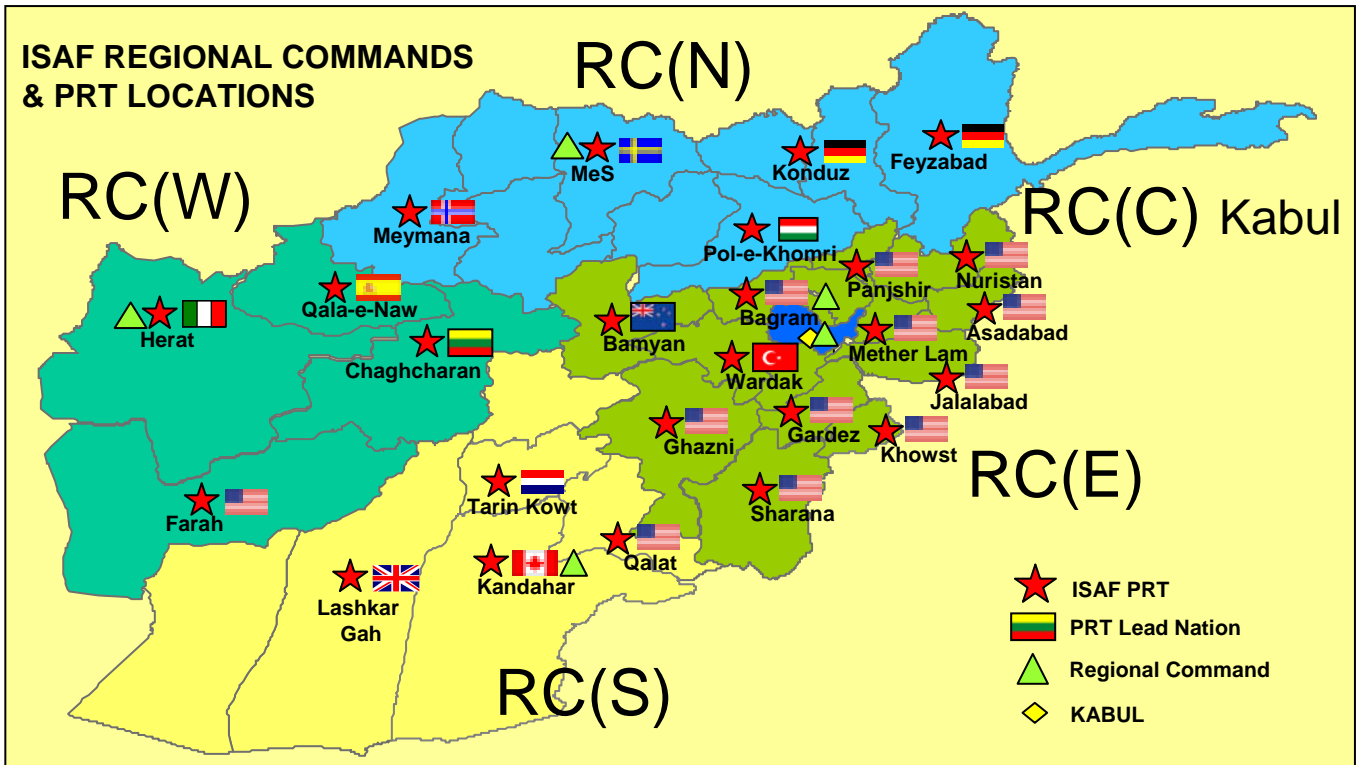 ISAF REGIONAL COMMANDS
& PRT LOCATIONS
RC(N)
RC(W)
RC(C) Kabul
MeS
Konduz
Feyzabad
Meymana
Pol-e-Khomri
Panjshir
Nuristan
Qala-e-Naw
Herat
Chaghcharan
Bamyan
Bagram
Asadabad
Mether Lam
Wardak
Jalalabad
Ghazni
Gardez
Khowst
RC(E)
Farah
Tarin Kowt
Sharana
Qalat
Kandahar
Lashkar
Gah
RC(S)
ISAF PRT
PRT Lead Nation
Regional Command
KABUL